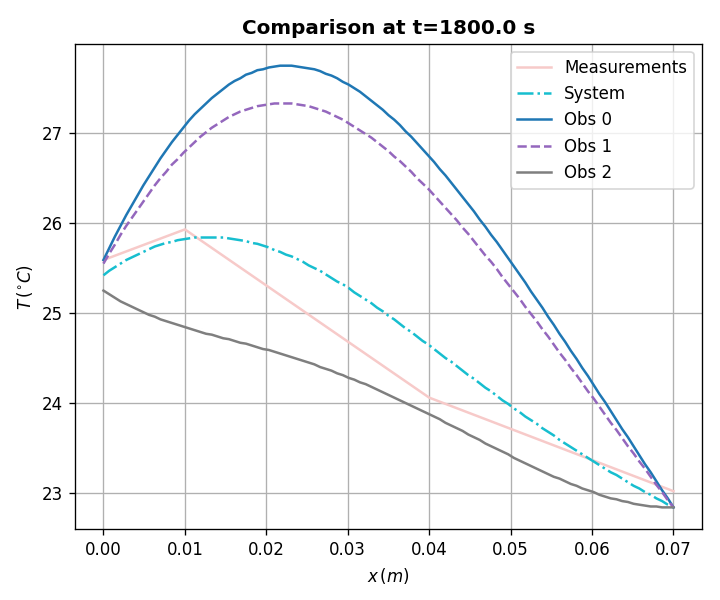 Comparison at t=1800.0 s
Measurements
System
Obs 0
Obs 1
Obs 2
T (°C)
27
26
25
24
23
0.00 0.01 0.02 0.03 0.04 0.05 0.06 0.07
x (m)